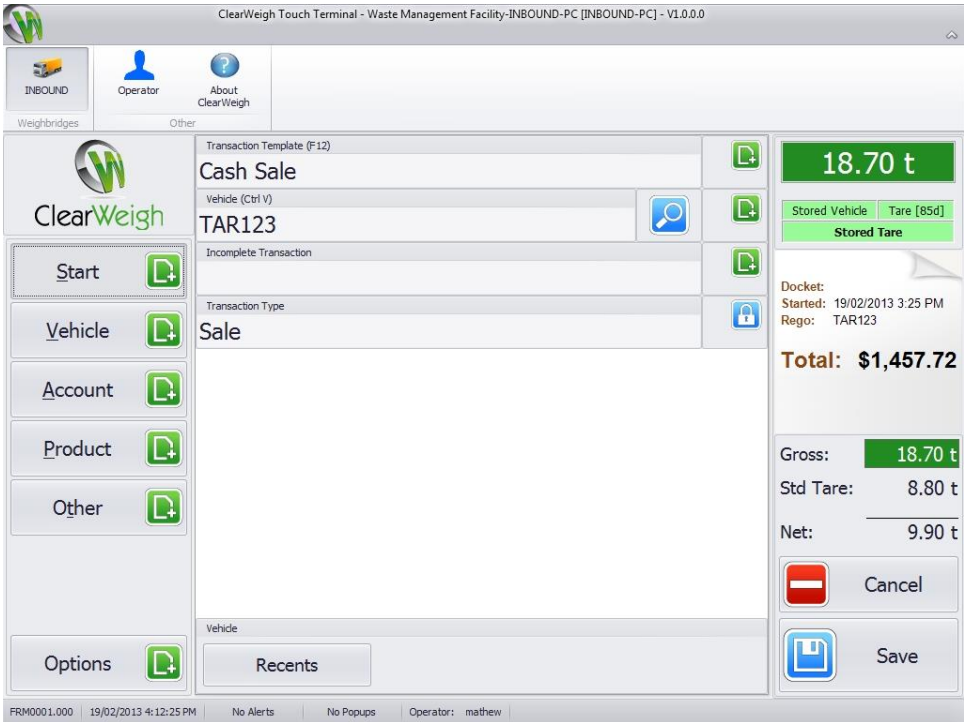 ClearWeigh Touch Terminal - Waste Management Facility-INBOUND-PC [INBOUND-PC] - V1.0.0.0
INBOUND
Operator
About
ClearWeigh
Weighbridges
Other
ClearWeigh
Start
Vehicle
Account
Product
Other
Options
Transaction Template (F12)
Cash Sale
Vehicle (Ctrl V)
TAR123
Incomplete Transaction
Transaction Type
Sale
Vehicle
Recents
18.70 t
Stored Vehicle Tare [85d]
Stored Tare
Docket:
Started: 19/02/2013 3:25 PM
Rego: TAR123
Total: $1,457.72
Gross: 18.70 t
Std Tare: 8.80 t
Net: 9.90 t
Cancel
Save
FRM0001.000 19/02/2013 4:12:25 PM No Alerts No Popups Operator: mathew